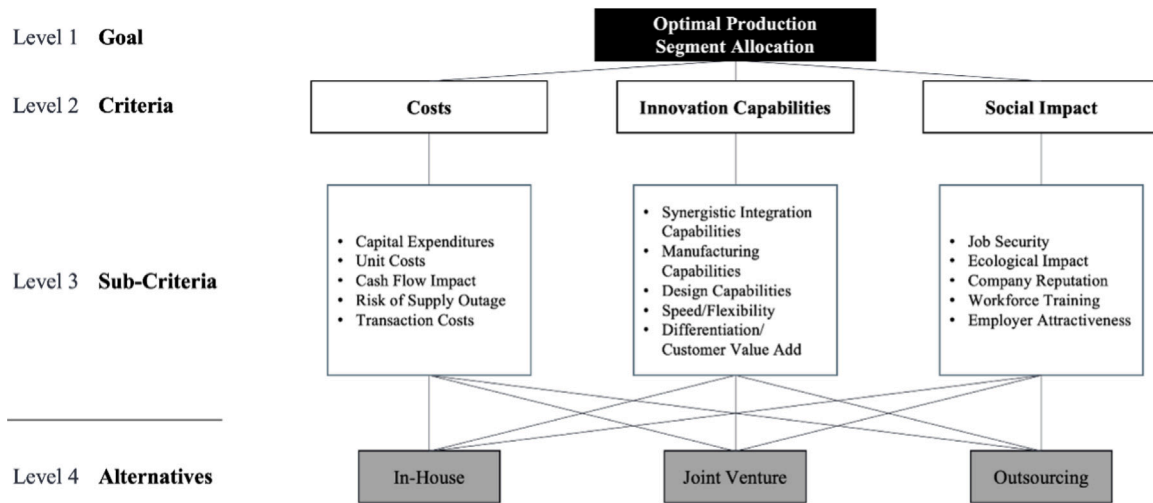 Level 1 Goal
Optimal Production
Segment Allocation
Level 2 Criteria
Costs
Innovation Capabilities
Social Impact
Level 3 Sub-Criteria
• Capital Expenditures
• Unit Costs
• Cash Flow Impact
• Risk of Supply Outage
• Transaction Costs
• Synergistic Integration
Capabilities
• Manufacturing
Capabilities
• Design Capabilities
• Speed/Flexibility
• Differentiation/
Customer Value Add
• Job Security
• Ecological Impact
• Company Reputation
• Workforce Training
• Employer Attractiveness
Level 4 Alternatives
In-House
Joint Venture
Outsourcing